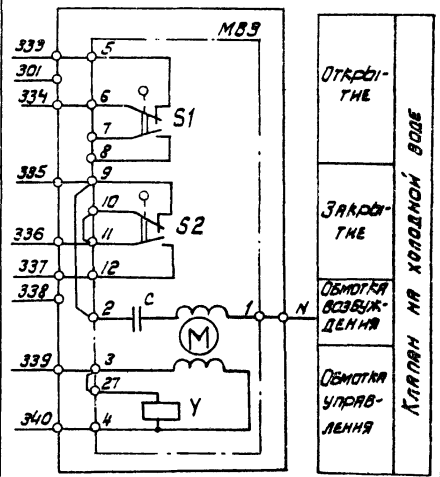 МВЭ
333
5
301
334
6
S1
7
8
335
9
10
S2
336
11
337
12
338
2
C
1
N
М
339
3
27
У
340
4
ОТКРЫ-
ТИЕ
ЗАКРЫ-
ТИЕ
ОБМОТКА
ВОЗБУЖ-
ДЕНИЯ
ОБМОТКА
УПРАВ-
ЛЕНИЯ
КЛАПАН НА ХОЛОДНОЙ ВОДЕ